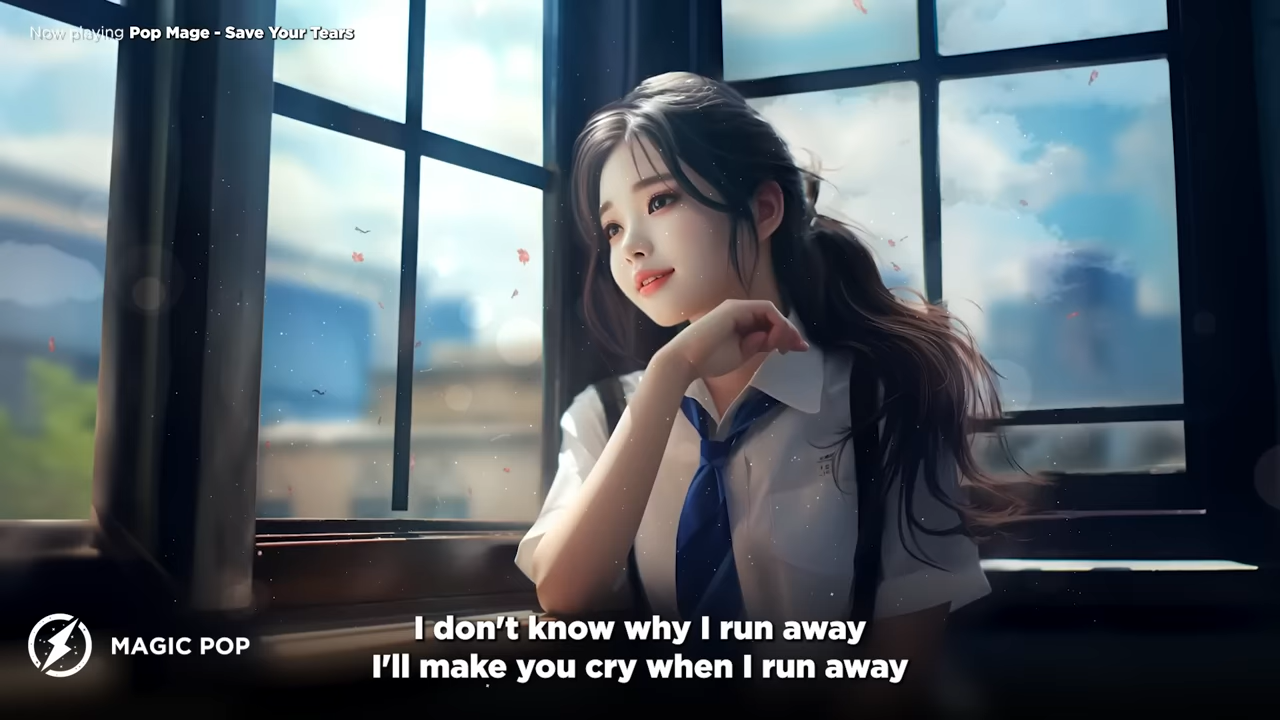 Now playing Pop Mage - Save Your Tears
I don't know why I run away
I'll make you cry when I run away
MAGIC POP